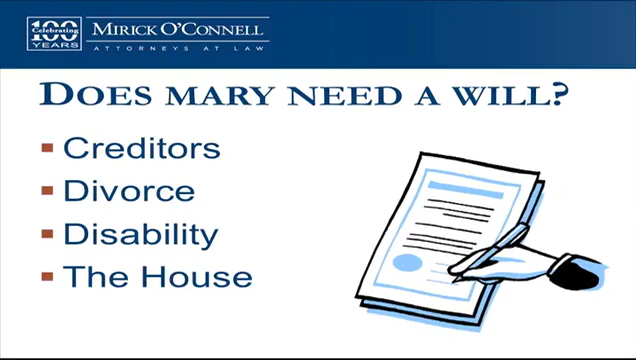 Celebrating
100
YEARS
MIRICK O'CONNELL
ATTORNEYS AT LAW
DOES MARY NEED A WILL?
Creditors
Divorce
Disability
The House